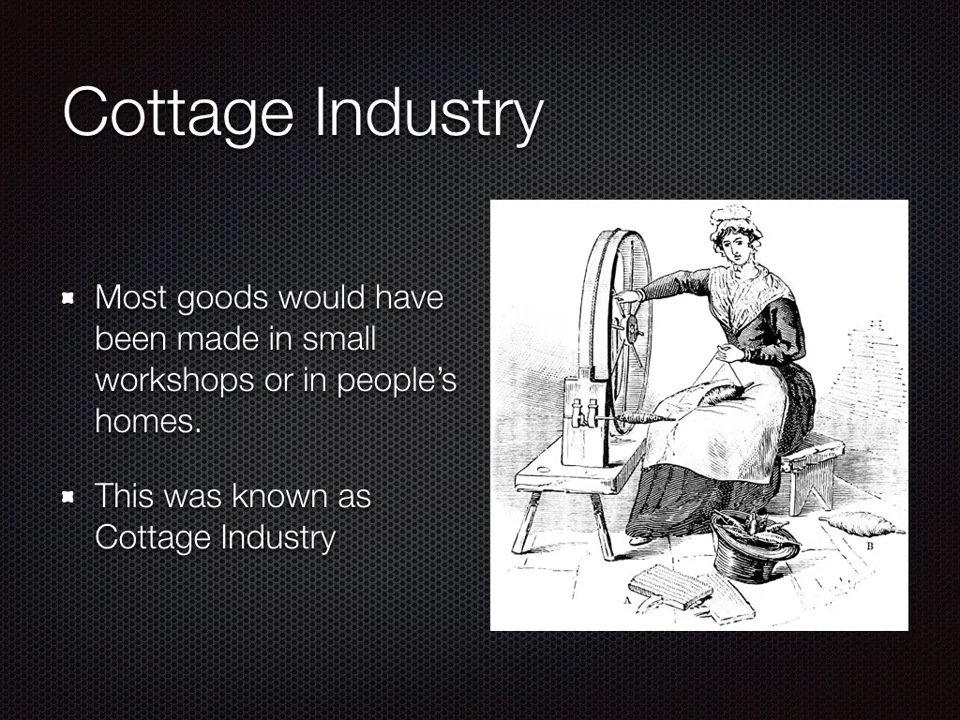 Cottage Industry
Most goods would have
been made in small
workshops or in people’s
homes.
This was known as
Cottage Industry
A
B